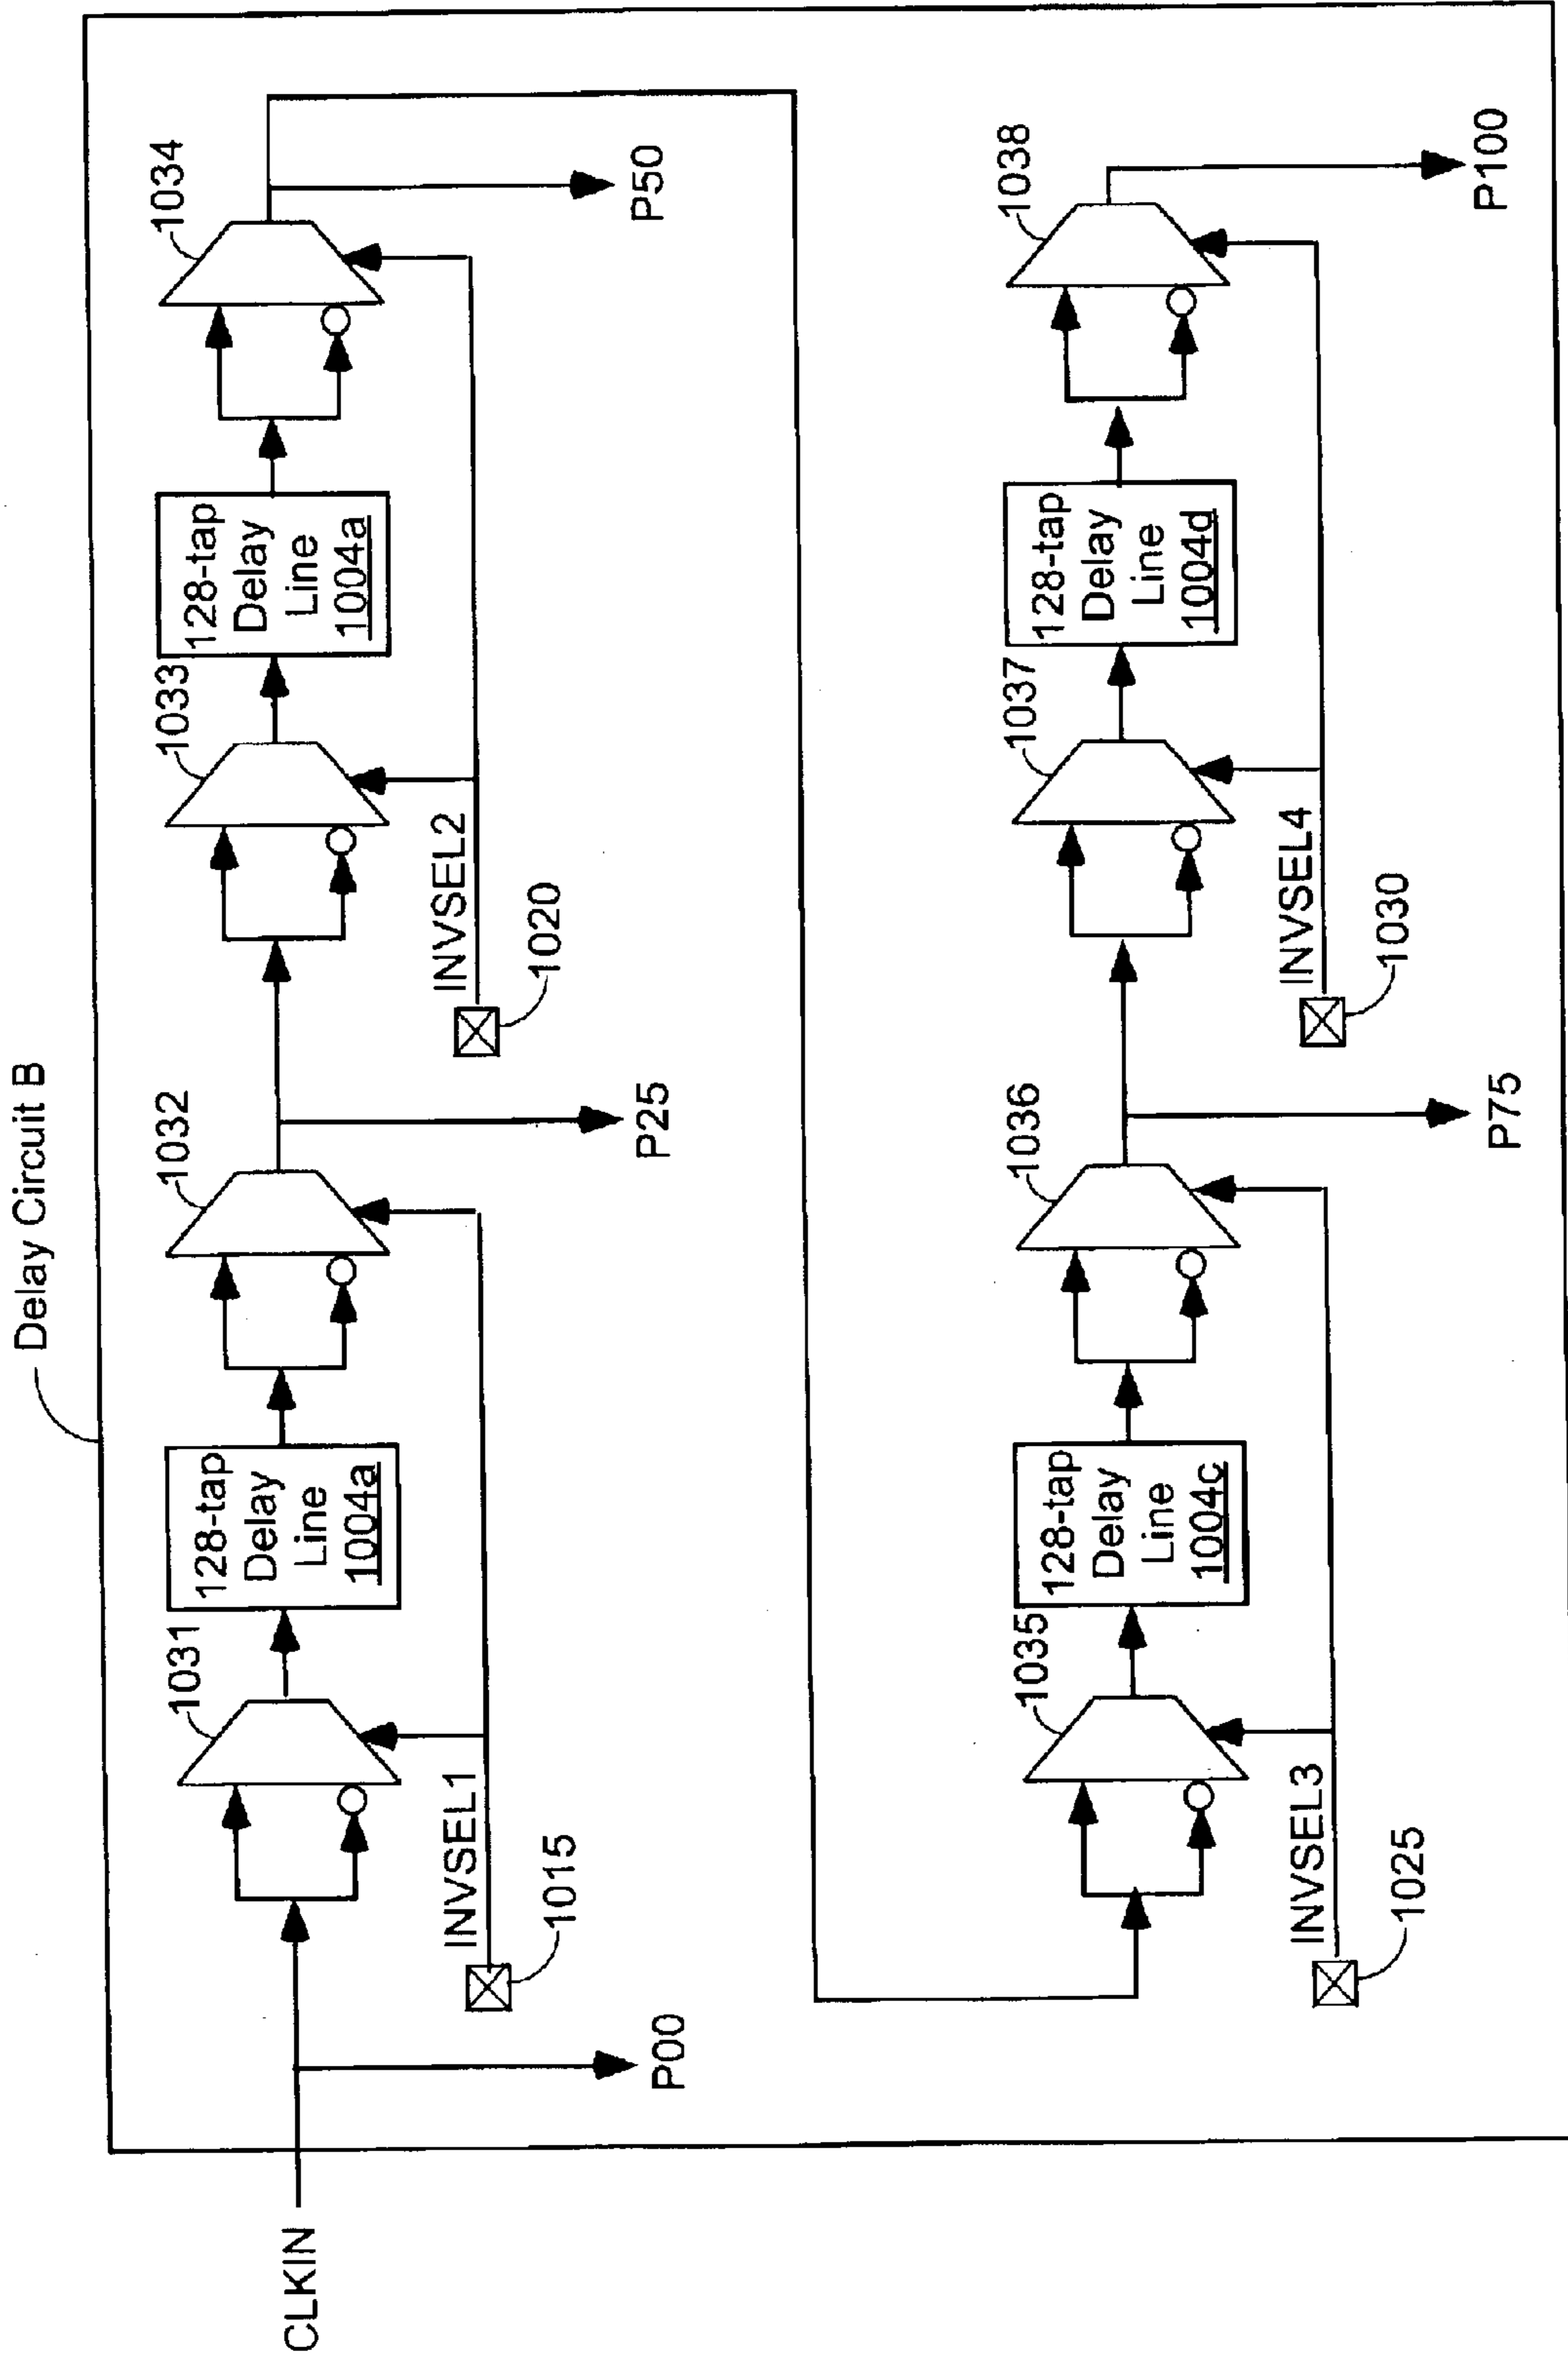 Delay Circuit B
CLKIN
P00
1031
128-tap
Delay
Line
1004a
1032
P25
INVSEL1
1015
1033
128-tap
Delay
Line
1004a
1034
P50
INVSEL2
1020
1035
128-tap
Delay
Line
1004c
1036
P75
INVSEL3
1025
1037
128-tap
Delay
Line
1004d
1038
P100
INVSEL4
1030